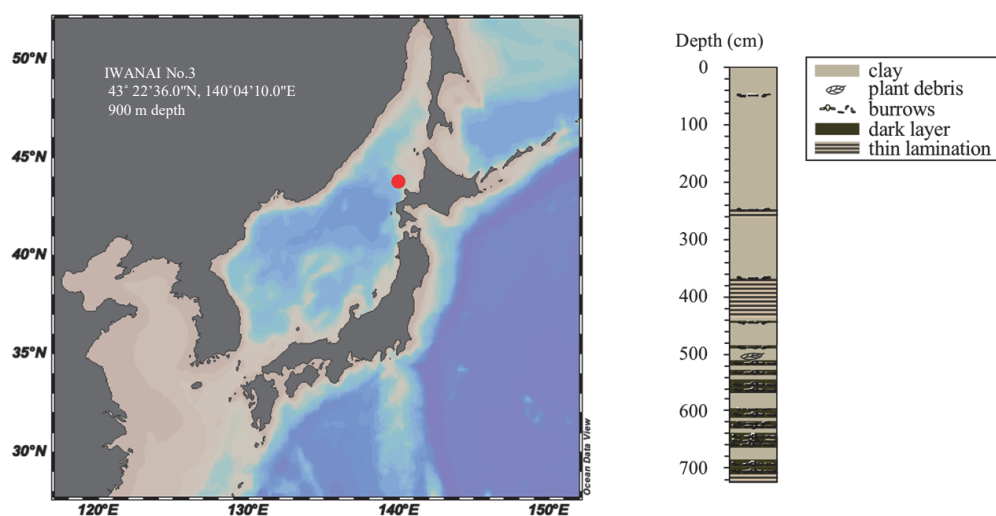 50°N
45°N
40°N
35°N
30°N
120°E
130°E
140°E
150°E
IWANAI No.3
43° 22'36.0"N, 140°04'10.0"E
900 m depth
Ocean Data View
Depth (cm)
0
100
200
300
400
500
600
700
clay
plant debris
burrows
dark layer
thin lamination